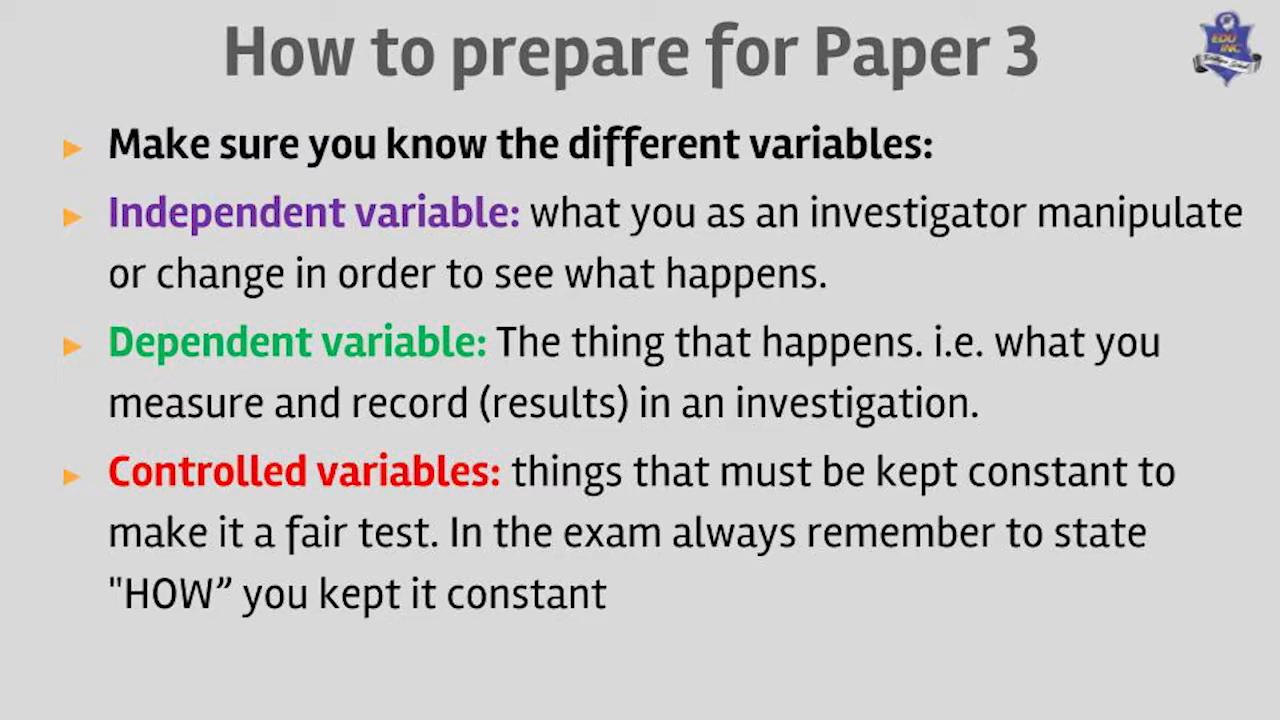 How to prepare for Paper 3
EDU
INC
Make sure you know the different variables:
Independent variable: what you as an investigator manipulate
or change in order to see what happens.
Dependent variable: The thing that happens. i.e. what you
measure and record (results) in an investigation.
Controlled variables: things that must be kept constant to
make it a fair test. In the exam always remember to state
"HOW” you kept it constant